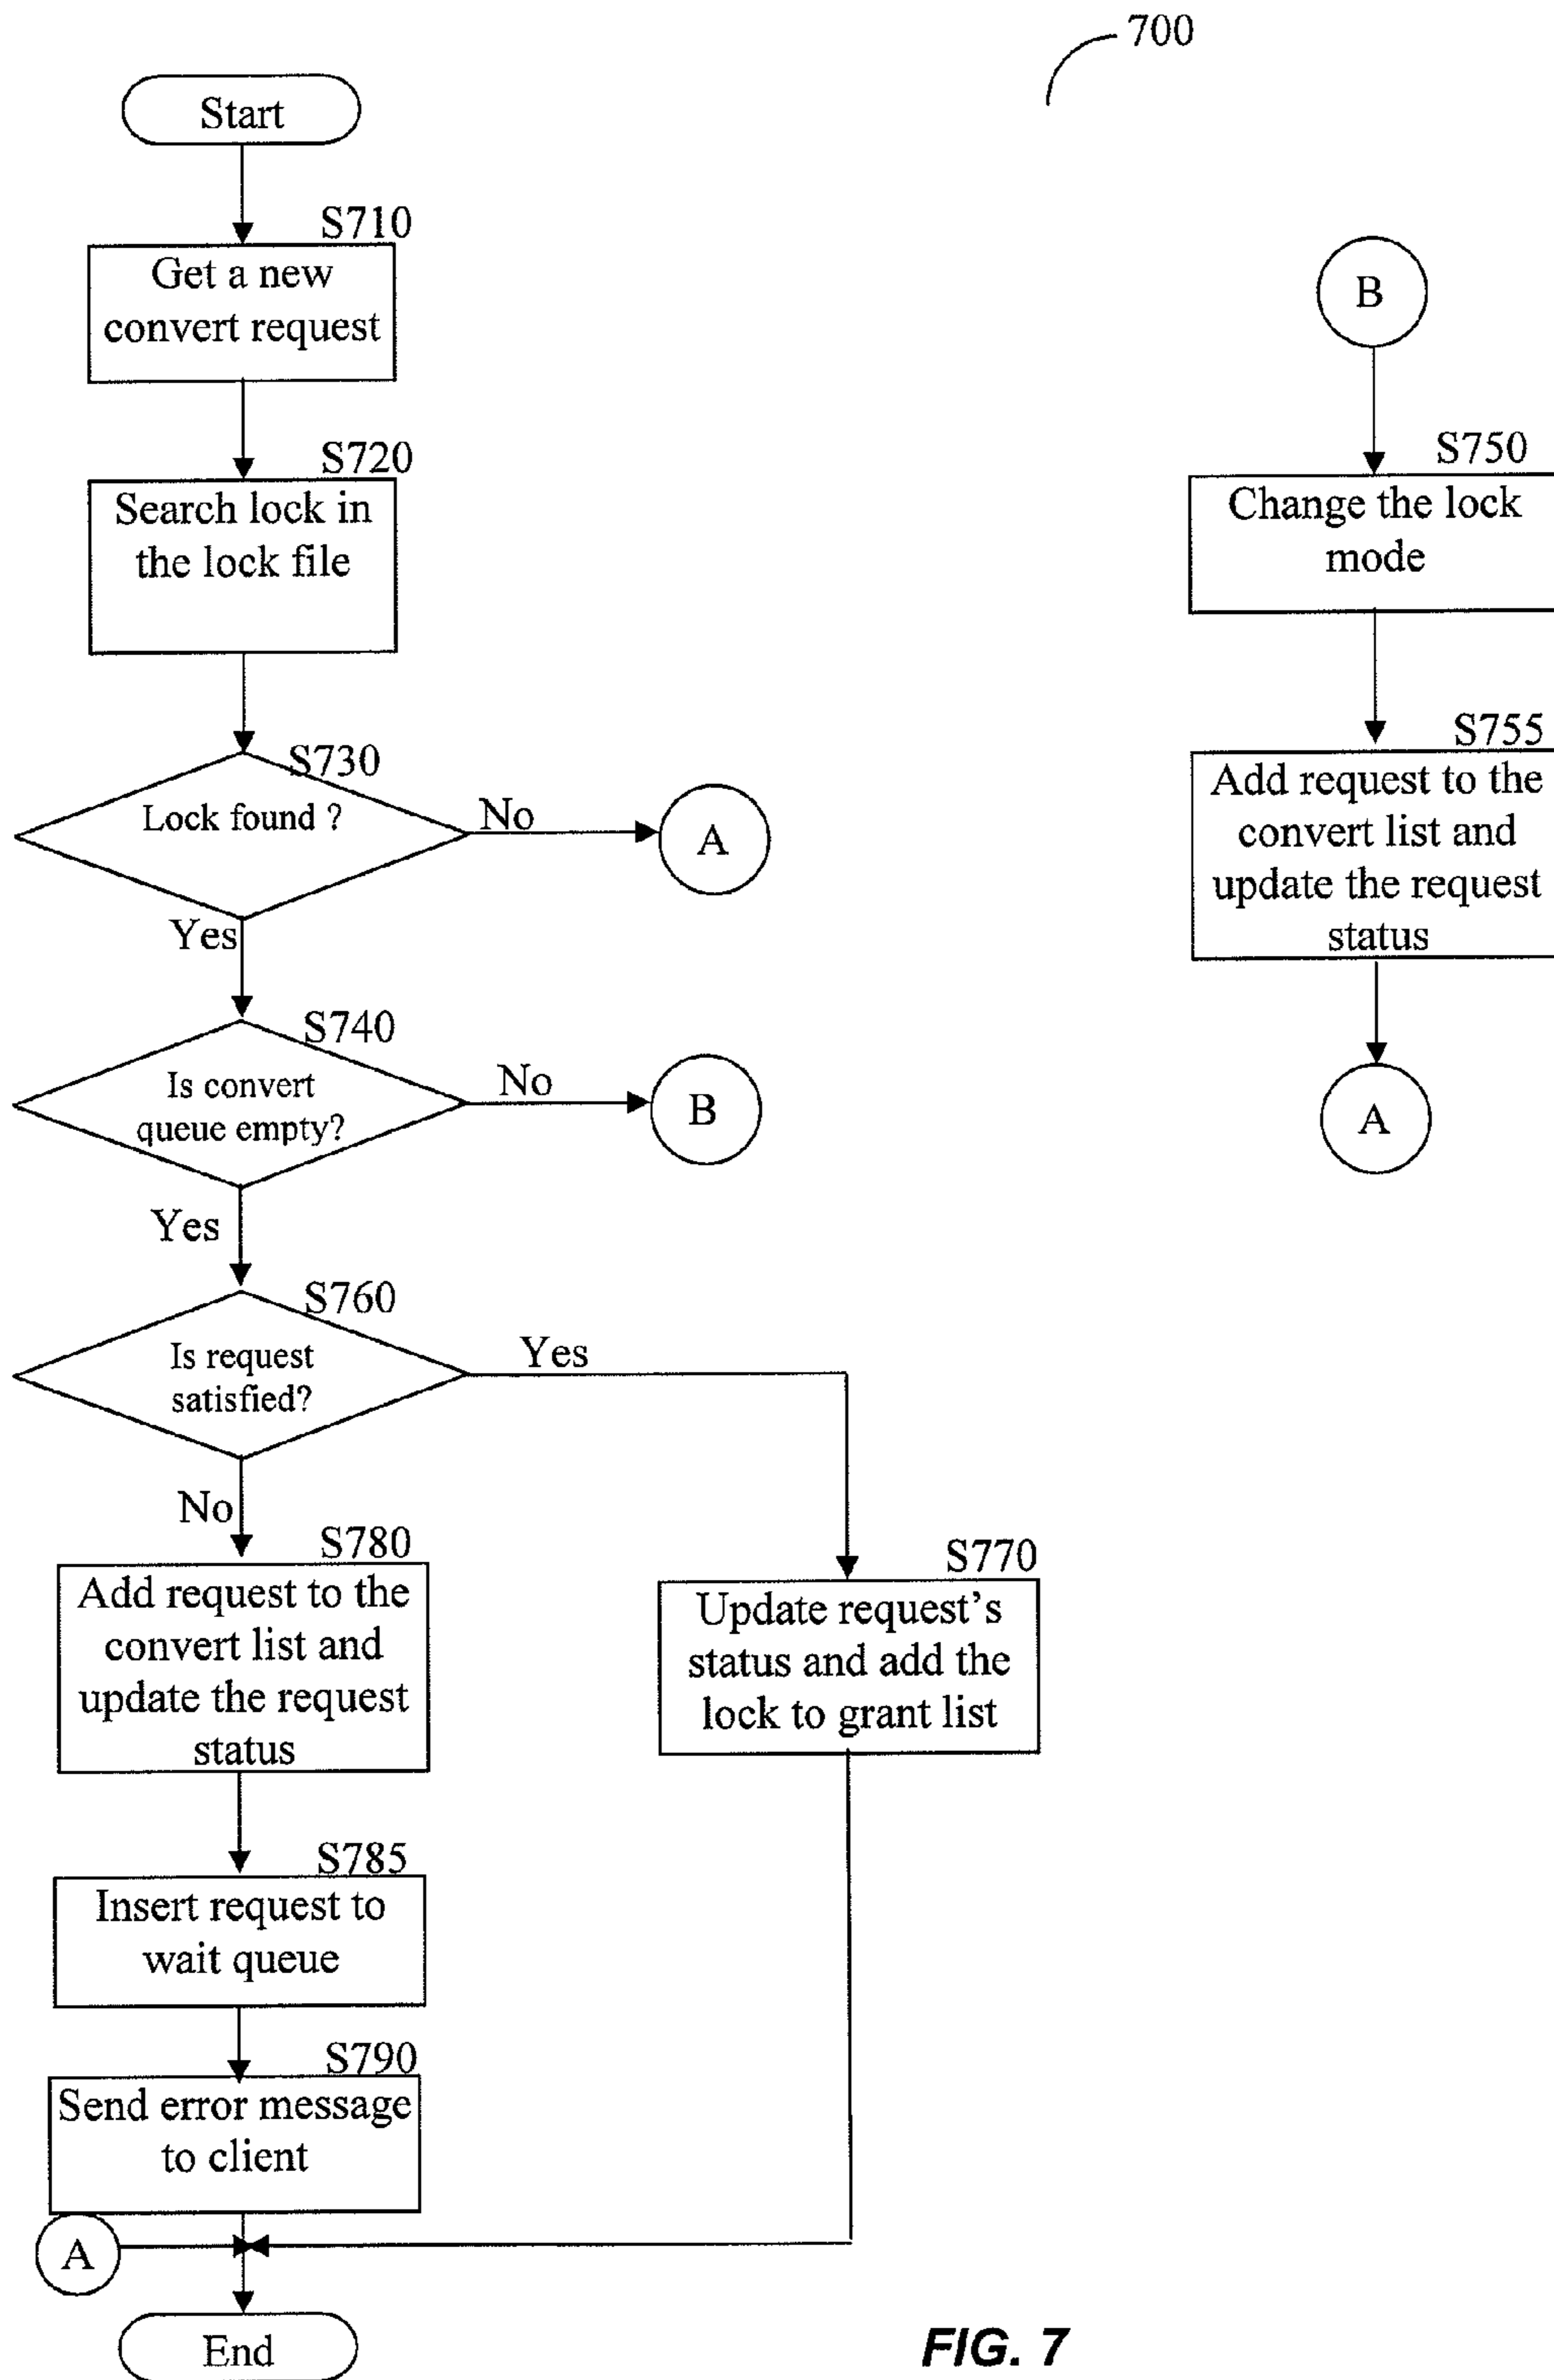 700
Start
S710
Get a new
convert request
S720
Search lock in
the lock file
S730
Lock found ?
No
A
Yes
S740
Is convert
queue empty?
No
B
Yes
S760
Is request
satisfied?
Yes
No
S780
Add request to the
convert list and
update the request
status
S770
Update request’s
status and add the
lock to grant list
S785
Insert request to
wait queue
S790
Send error message
to client
A
End
B
S750
Change the lock
mode
S755
Add request to the
convert list and
update the request
status
A
FIG. 7